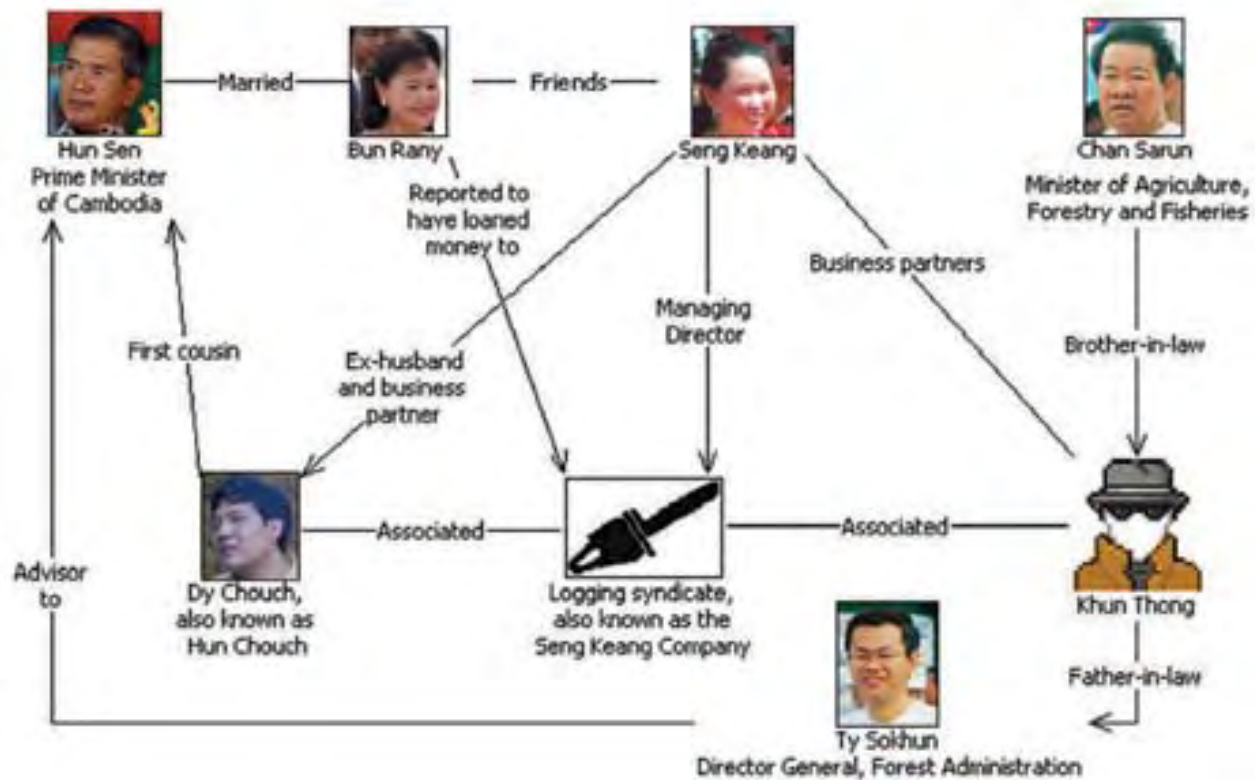 Married
Friends
Hun Sen
Prime Minister
of Cambodia
Bun Rany
Seng Keang
Chan Sarun
Minister of Agriculture,
Forestry and Fisheries
Reported to
have loaned
money to
Business partners
Managing
Director
First cousin
Ex-husband
and business
partner
Brother-in-law
Associated
Associated
Advisor
to
Dy Chouch,
also known as
Hun Chouch
Logging syndicate,
also known as the
Seng Keang Company
Khun Thong
Father-in-law
Ty Sokhun
Director General, Forest Administration